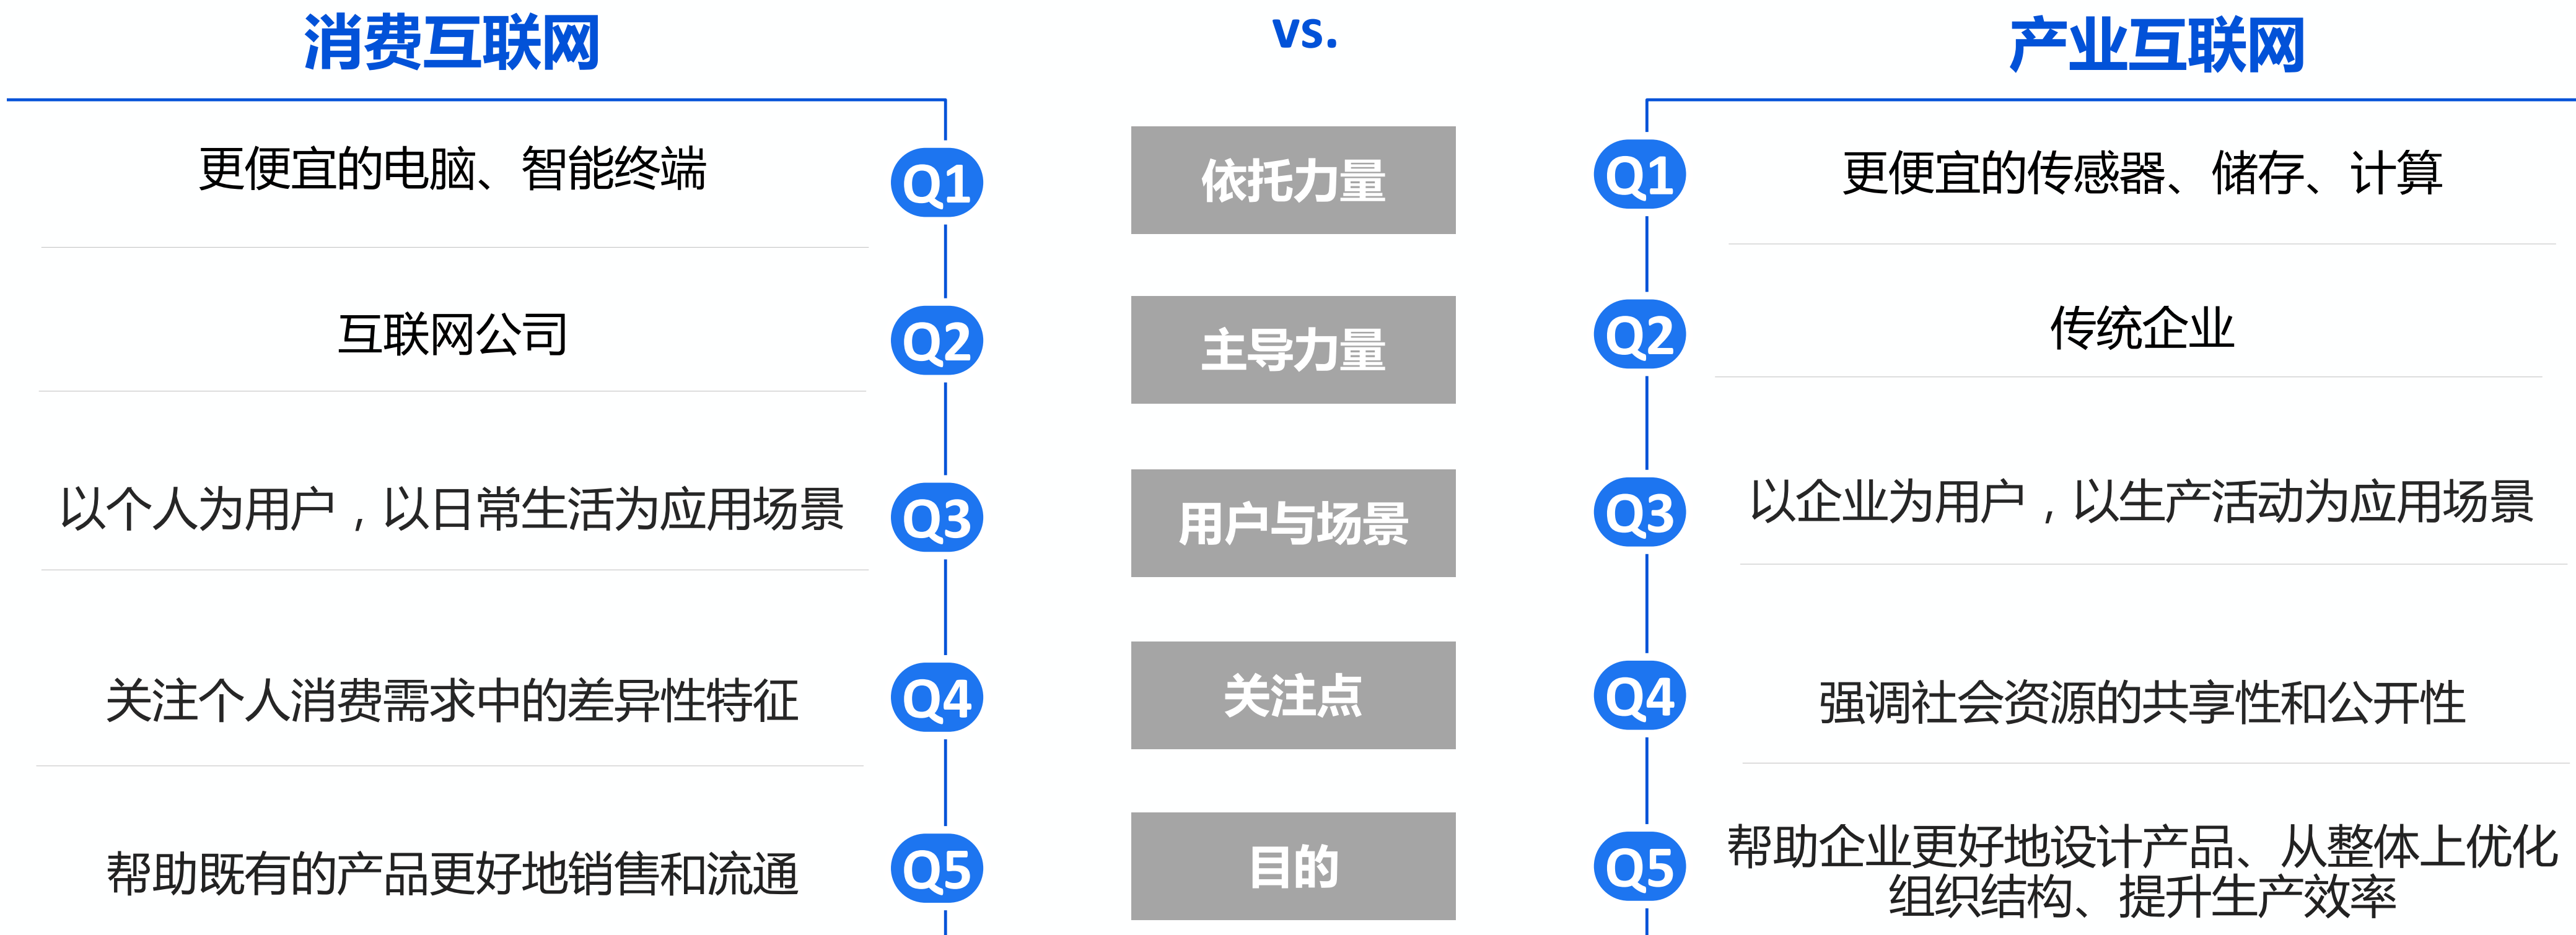 消费互联网
vs.
产业互联网
更便宜的电脑、智能终端
Q1
依托力量
Q1
更便宜的传感器、储存、计算
互联网公司
Q2
主导力量
Q2
传统企业
以个人为用户，以日常生活为应用场景
Q3
用户与场景
Q3
以企业为用户，以生产活动为应用场景
关注个人消费需求中的差异性特征
Q4
关注点
Q4
强调社会资源的共享性和公开性
帮助既有的产品更好地销售和流通
Q5
目的
Q5
帮助企业更好地设计产品、从整体上优化
组织结构、提升生产效率